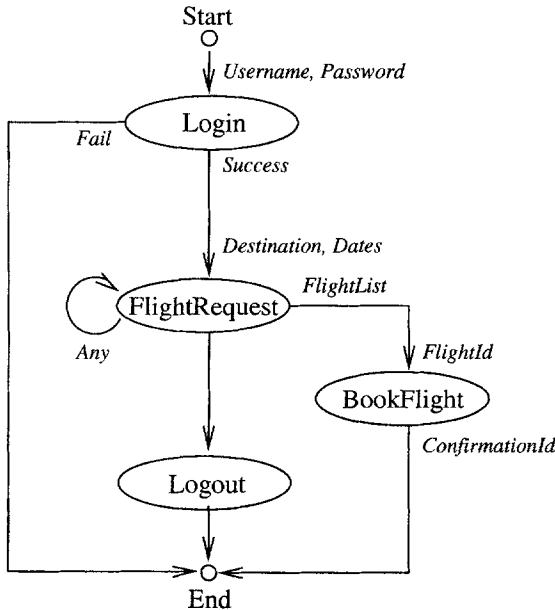 Start
Username, Password
Login
Fail
Success
Destination, Dates
FlightList
FlightRequest
Any
FlightId
BookFlight
ConfirmationId
Logout
End